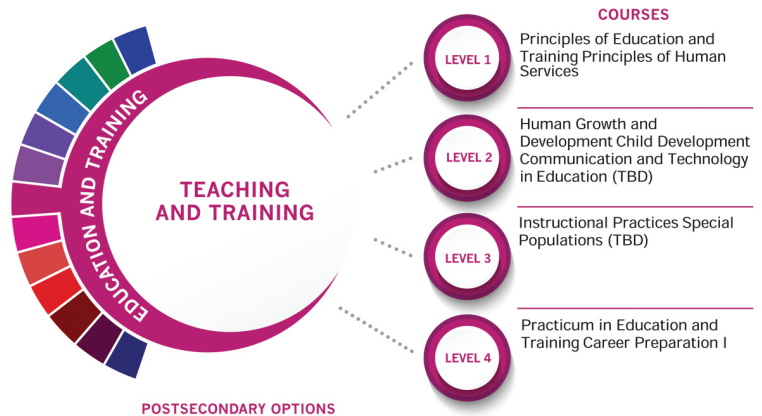 COURSES
EDUCATION AND TRAINING
TEACHING
AND TRAINING
LEVEL 1
Principles of Education and
Training Principles of Human
Services
LEVEL 2
Human Growth and
Development Child Development
Communication and Technology
in Education (TBD)
LEVEL 3
Instructional Practices Special
Populations (TBD)
LEVEL 4
Practicum in Education and
Training Career Preparation I
POSTSECONDARY OPTIONS